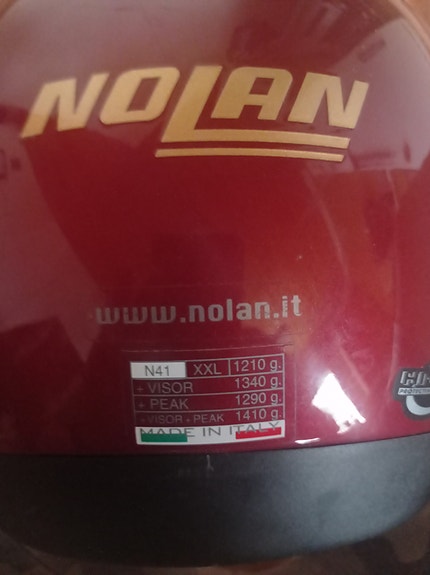 NOLAN
www.nolan.it
N41 XXL 1210 g.
+ VISOR 1340 g.
+ PEAK 1290 g.
+ VISOR + PEAK 1410 g.
MADE IN ITALY